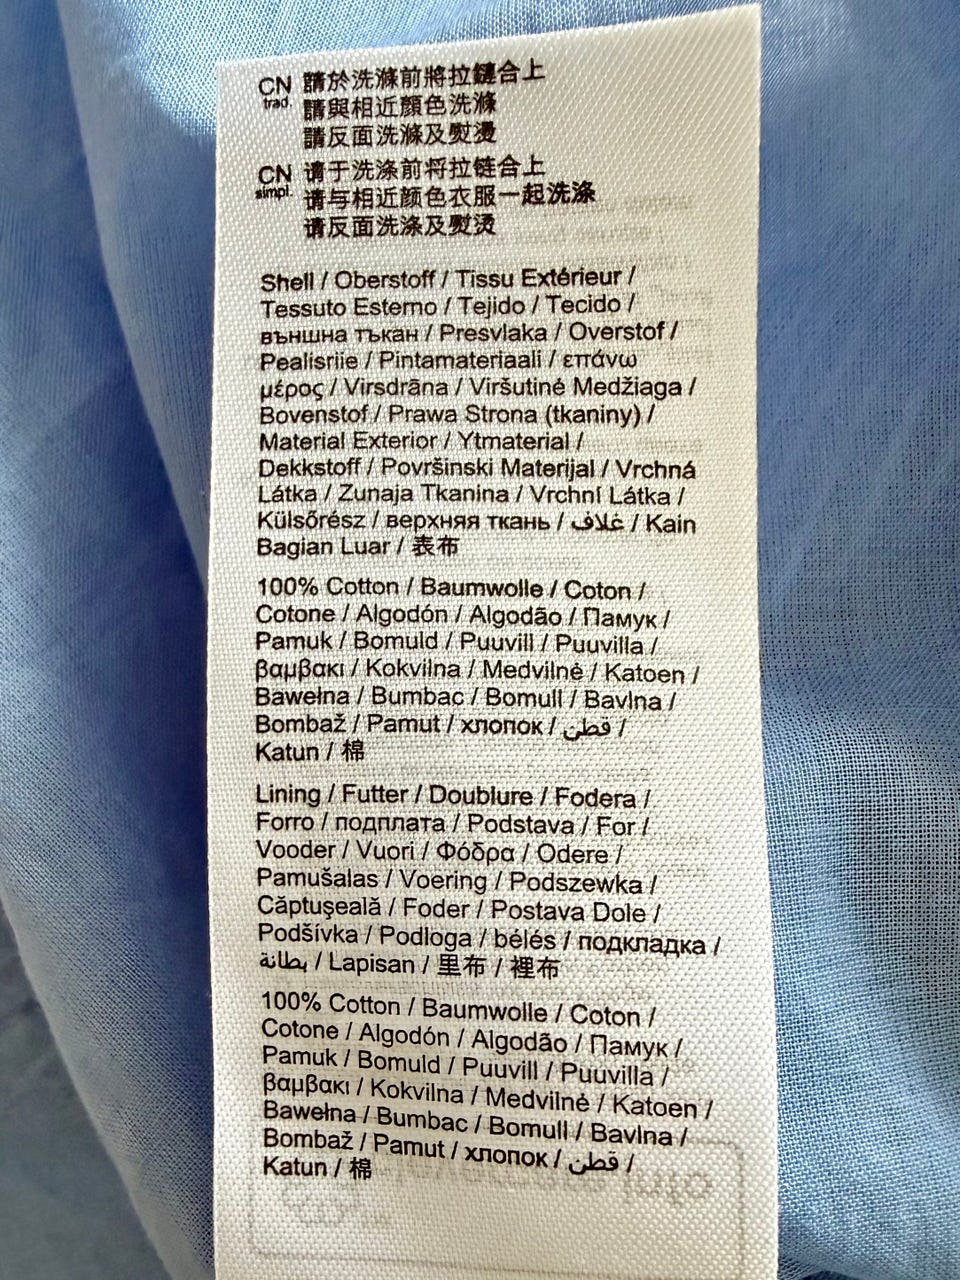 CN trad. 請於洗滌前將拉鏈合上
請與相近顏色洗滌
請反面洗滌及熨燙
CN simpl. 请于洗涤前将拉链合上
请与相近颜色衣服一起洗涤
请反面洗涤及熨烫
Shell / Oberstoff / Tissu Extérieur /
Tessuto Esterno / Tejido / Tecido /
външна тъкан / Presvlaka / Overstof /
Pealisriie / Pintamateriaali / επάνω
μέρος / Virsdrāna / Viršutinė Medžiaga /
Bovenstof / Prawa Strona (tkaniny) /
Material Exterior / Ytmaterial /
Dekkstoff / Površinski Materijal / Vrchná
Látka / Zunaja Tkanina / Vrchní Látka /
Külsőrész / верхняя ткань / غلاف / Kain
Bagian Luar / 表布
100% Cotton / Baumwolle / Coton /
Cotone / Algodón / Algodão / Памук /
Pamuk / Bomuld / Puuvill / Puuvilla /
βαμβακι / Kokvilna / Medvilnė / Katoen /
Bawełna / Bumbac / Bomull / Bavlna /
Bombaž / Pamut / хлопок / قطن /
Katun / 棉
Lining / Futter / Doublure / Fodera /
Forro / подплата / Podstava / For /
Vooder / Vuori / Φόδρα / Odere /
Pamušalas / Voering / Podszewka /
Căptuşeală / Foder / Postava Dole /
Podšívka / Podloga / bélés / подкладка /
بطانة / Lapisan / 里布 / 裡布
100% Cotton / Baumwolle / Coton /
Cotone / Algodón / Algodão / Памук /
Pamuk / Bomuld / Puuvill / Puuvilla /
βαμβακι / Kokvilna / Medvilnė / Katoen /
Bawełna / Bumbac / Bomull / Bavlna /
Bombaž / Pamut / хлопок / قطن /
Katun / 棉